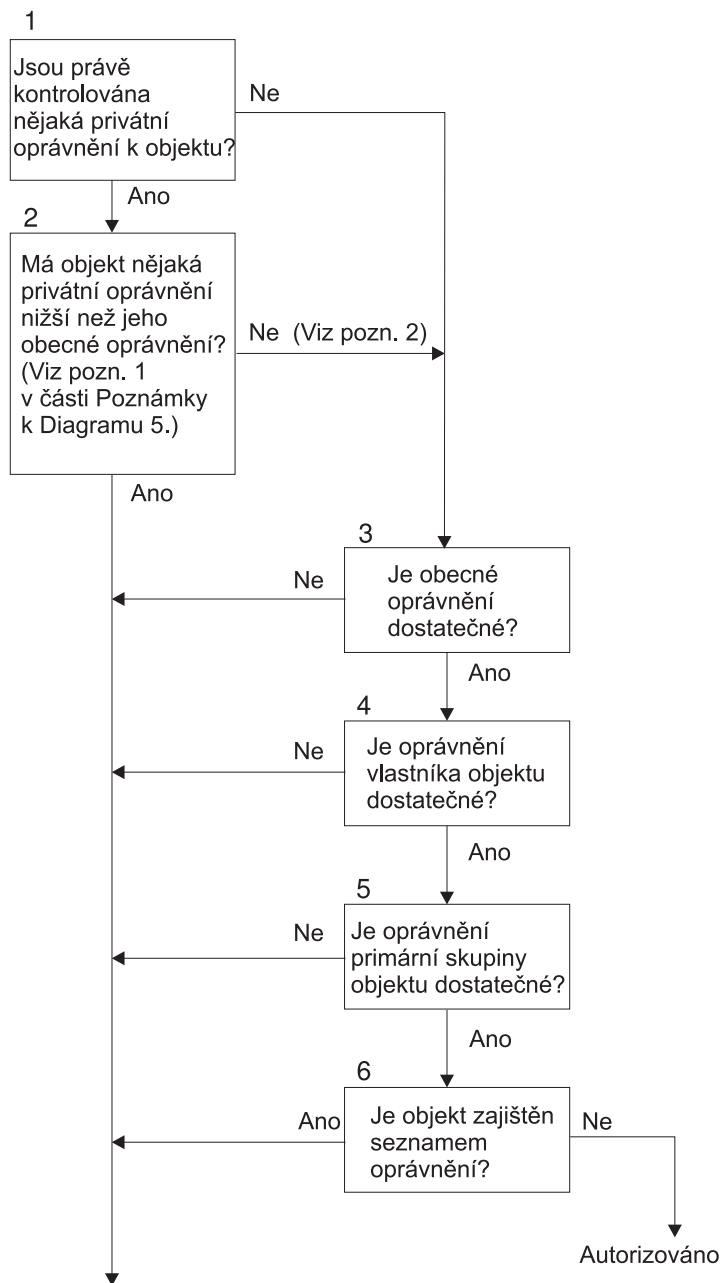 1
Jsou právě
kontrolována
nějaká privátní
oprávnění k objektu?
Ne
Ano
2
Má objekt nějaká
privátní oprávnění
nižší než jeho
obecné oprávnění?
(Viz pozn. 1
v části Poznámky
k Diagramu 5.)
Ne (Viz pozn. 2)
Ano
3
Je obecné
oprávnění
dostatečné?
Ne
Ano
4
Je oprávnění
vlastníka objektu
dostatečné?
Ne
Ano
5
Je oprávnění
primární skupiny
objektu dostatečné?
Ne
Ano
6
Je objekt zajištěn
seznamem
oprávnění?
Ano
Ne
Autorizováno